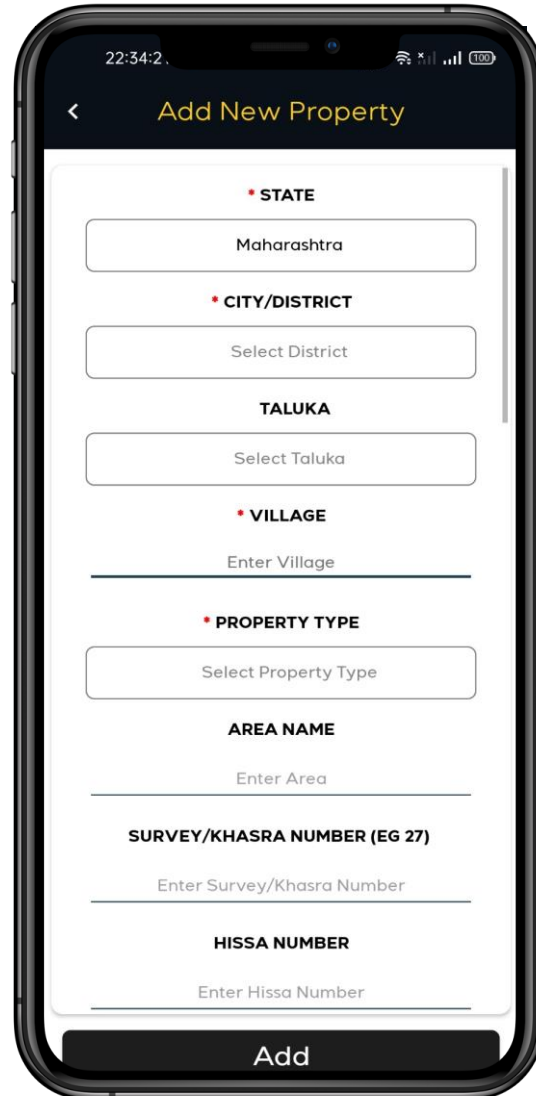 22:34:2
100
Add New Property
* STATE
Maharashtra
* CITY/DISTRICT
Select District
TALUKA
Select Taluka
* VILLAGE
Enter Village
* PROPERTY TYPE
Select Property Type
AREA NAME
Enter Area
SURVEY/KHASRA NUMBER (EG 27)
Enter Survey/Khasra Number
HISSA NUMBER
Enter Hissa Number
Add